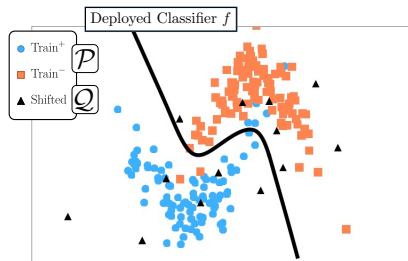 Deployed Classifier f
Train⁺
P
Train⁻
Shifted
Q